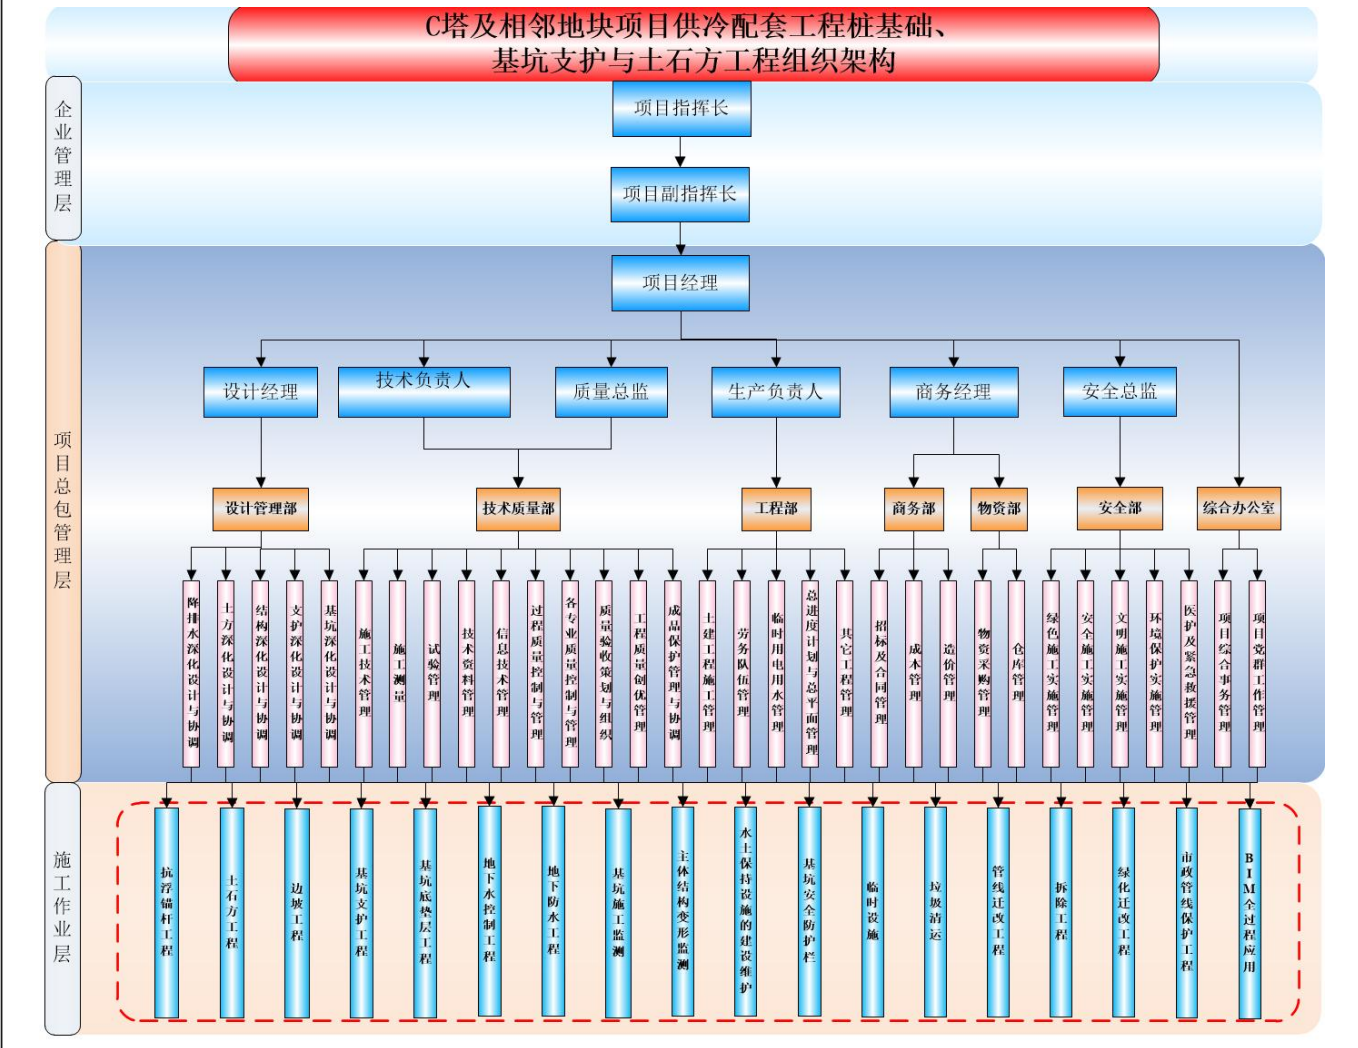 C塔及相邻地块项目供冷配套工程桩基础、
基坑支护与土石方工程组织架构
企业管理层
项目指挥长
项目副指挥长
项目总包管理层
项目经理
设计经理
技术负责人
质量总监
生产负责人
商务经理
安全总监
设计管理部
技术质量部
工程部
商务部
物资部
安全部
综合办公室
降排水深化设计与协调
土方深化设计与协调
结构深化设计与协调
支护深化设计与协调
基坑深化设计与协调
施工技术管理
施工测量
试验管理
技术资料管理
信息技术管理
过程质量控制与管理
各专业质量控制与管理
质量验收策划与组织
工程质量创优管理
成品保护管理与协调
土建工程施工管理
劳务队伍管理
临时用电用水管理
总进度计划与总平面管理
其它工程管理
招标及合同管理
成本管理
造价管理
物资采购管理
仓库管理
绿色施工实施管理
安全施工实施管理
文明施工实施管理
环境保护实施管理
医护及紧急救援管理
项目综合事务管理
项目党群工作管理
施工作业层
抗浮锚杆工程
土石方工程
边坡工程
基坑支护工程
基坑底垫层工程
地下水控制工程
地下防水工程
基坑施工监测
主体结构变形监测
水土保持设施的建设维护
基坑安全防护栏
临时设施
垃圾清运
管线迁改工程
拆除工程
绿化迁改工程
市政管线保护工程
BIM全过程应用